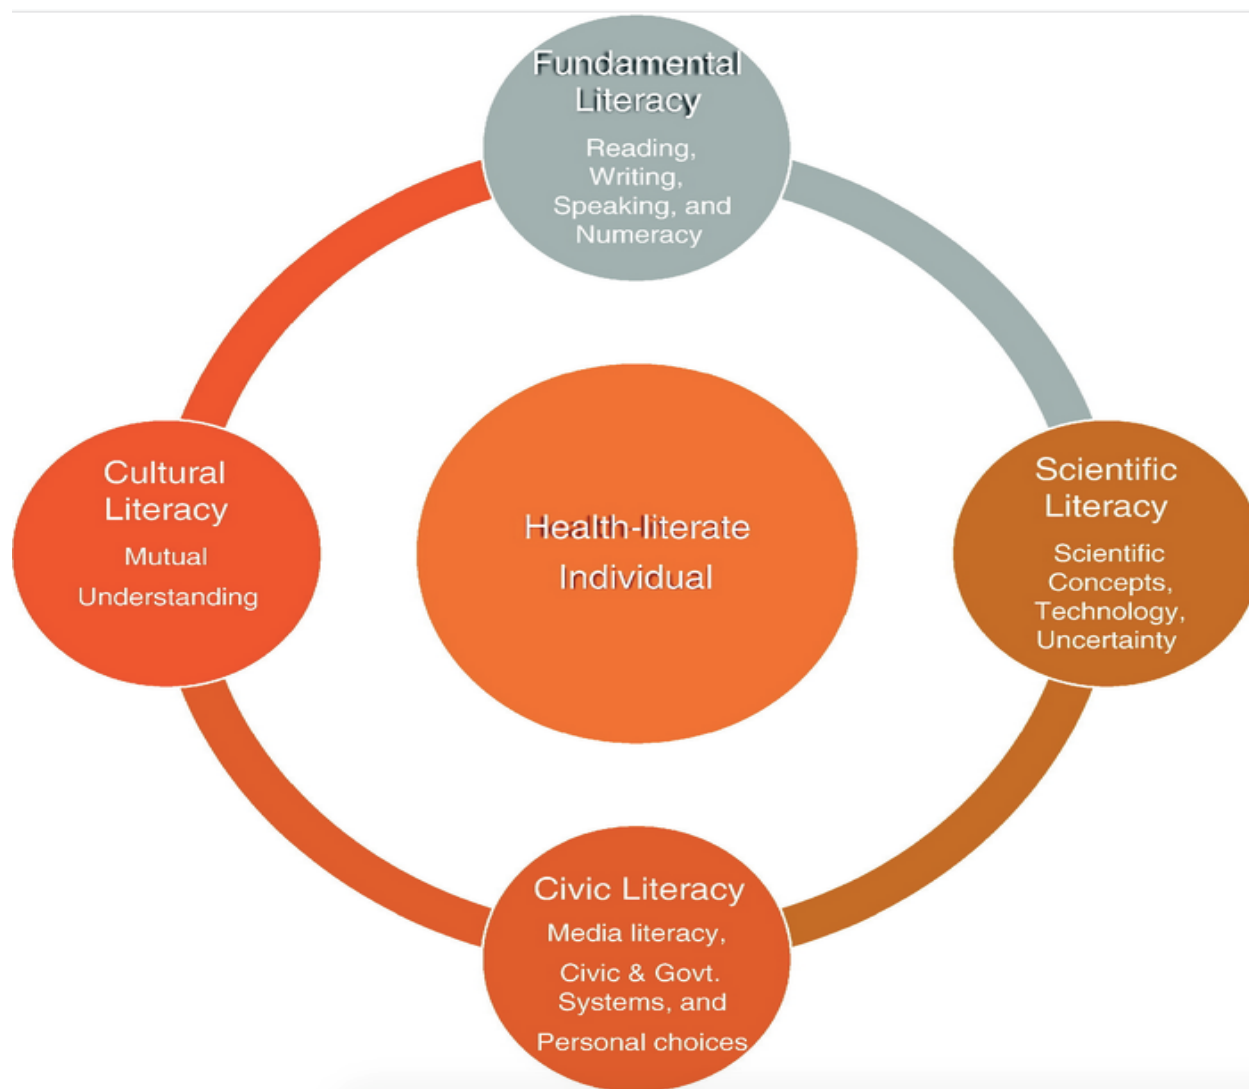 Fundamental
Literacy
Reading,
Writing,
Speaking, and
Numeracy
Cultural
Literacy
Mutual
Understanding
Health-literate
Individual
Scientific
Literacy
Scientific
Concepts,
Technology,
Uncertainty
Civic Literacy
Media literacy,
Civic & Govt.
Systems, and
Personal choices